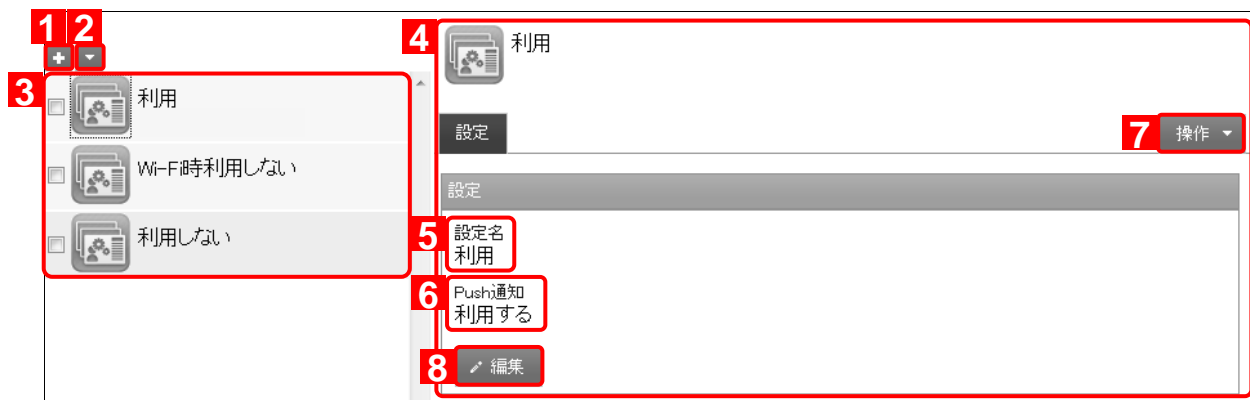 1 2
3
利用
Wi-Fi時利用しない
利用しない
4
利用
設定
7 操作
設定
5 設定名
利用
6 Push通知
利用する
8 編集